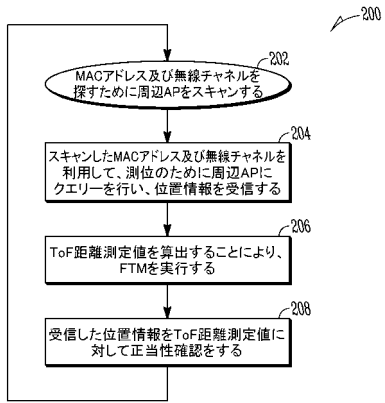 200
202
MACアドレス及び無線チャネルを
探すために周辺APをスキャンする
204
スキャンしたMACアドレス及び無線チャネルを
利用して、測位のために周辺APに
クエリーを行い、位置情報を受信する
206
ToF距離測定値を算出することにより、
FTMを実行する
208
受信した位置情報をToF距離測定値に
対して正当性確認をする